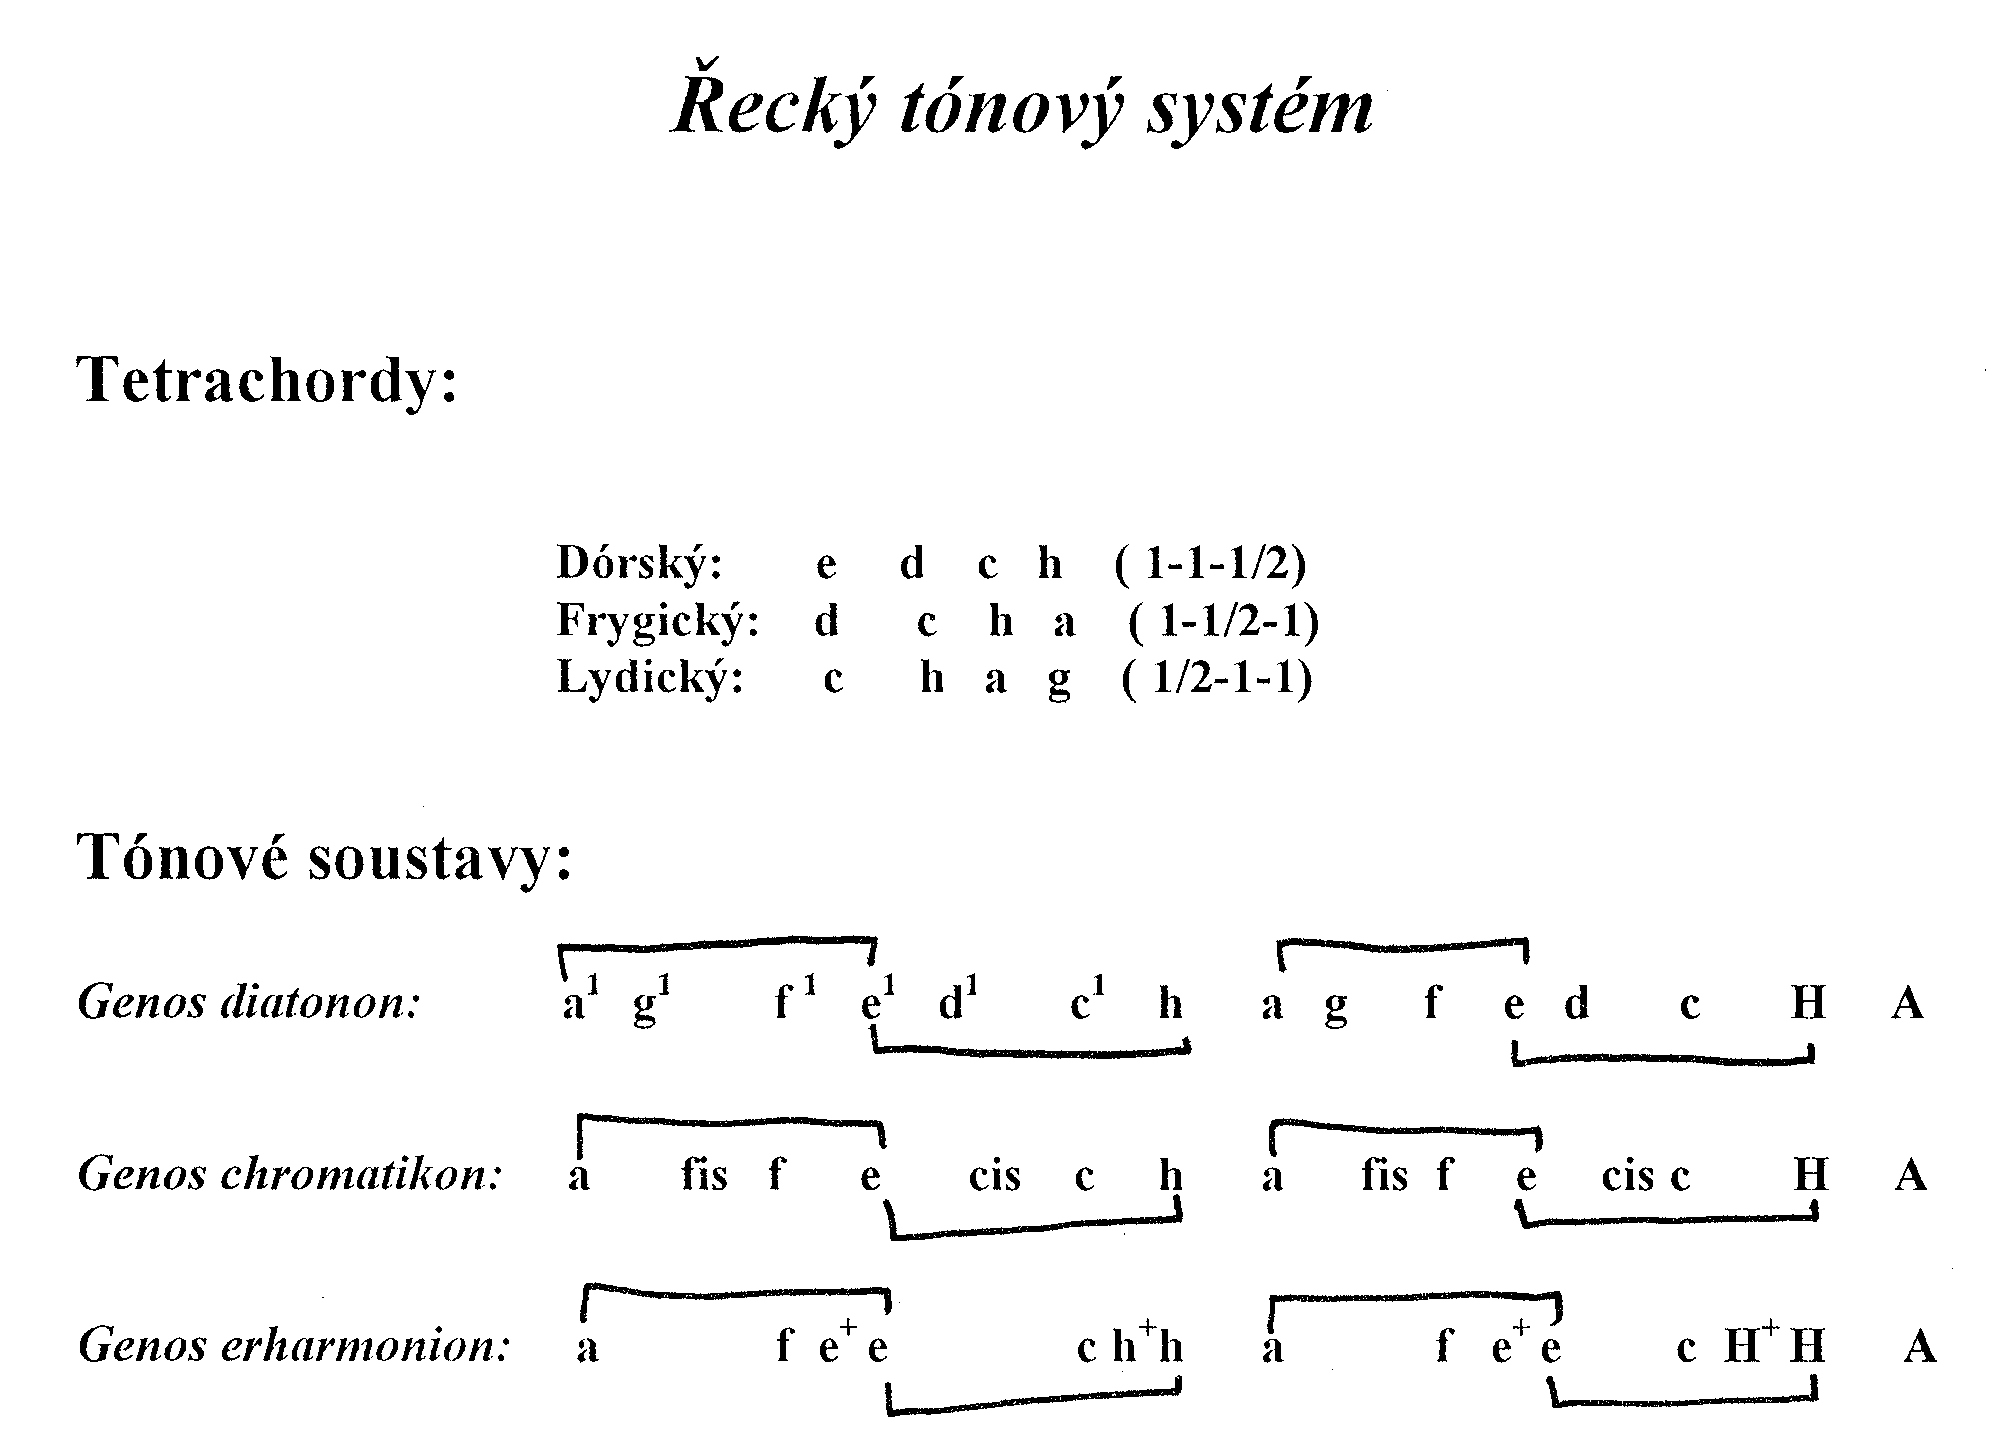 Řecký tónový systém
Tetrachordy:
Dórský: e d c h ( 1-1-1/2)
Frygický: d c h a ( 1-1/2-1)
Lydický: c h a g ( 1/2-1-1)
Tónové soustavy:
Genos diatonon: a¹ g¹ f ¹ e¹ d¹ c¹ h a g f e d c H A
Genos chromatikon: a fis f e cis c h a fis f e cis c H A
Genos erharmonion: a f e⁺ e c h⁺ h a f e⁺ e c H⁺ H A